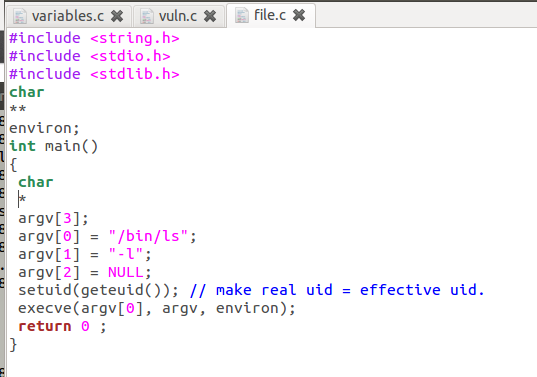 variables.c vuln.c file.c
#include <string.h>
#include <stdio.h>
#include <stdlib.h>
char
**
environ;
int main()
{
char
*
argv[3];
argv[0] = "/bin/ls";
argv[1] = "-l";
argv[2] = NULL;
setuid(geteuid()); // make real uid = effective uid.
execve(argv[0], argv, environ);
return 0 ;
}